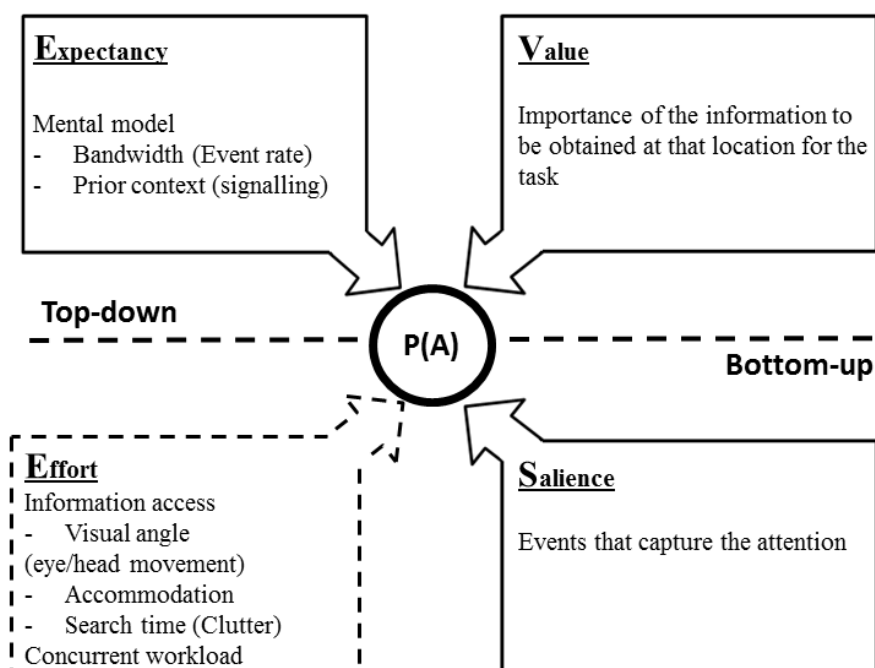 Expectancy
Mental model
- Bandwidth (Event rate)
- Prior context (signalling)
Value
Importance of the information to
be obtained at that location for the
task
Top-down
P(A)
Bottom-up
Effort
Information access
- Visual angle
(eye/head movement)
- Accommodation
- Search time (Clutter)
Concurrent workload
Salience
Events that capture the attention